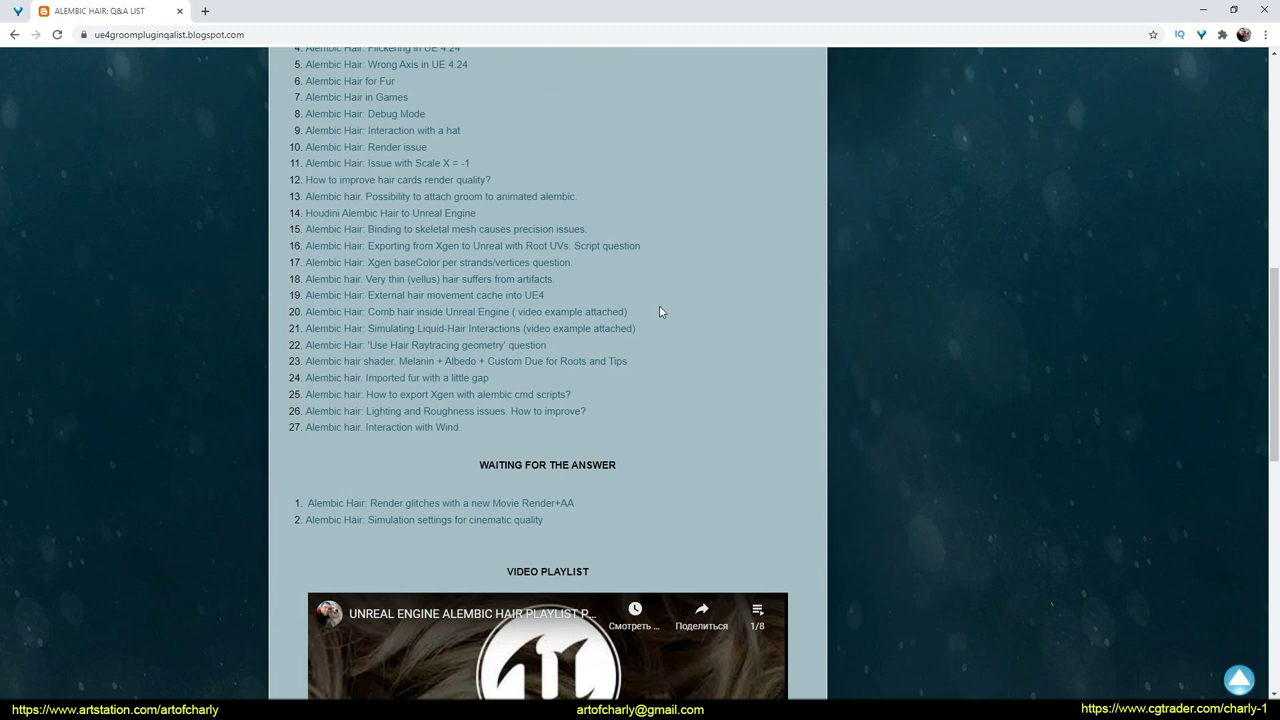 ALEMBIC HAIR: Q&A LIST
ue4groompluginqalist.blogspot.com
4. Alembic Hair: Flickering in UE 4.24
5. Alembic Hair: Wrong Axis in UE 4.24
6. Alembic Hair for Fur
7. Alembic Hair in Games
8. Alembic Hair: Debug Mode
9. Alembic Hair: Interaction with a hat
10. Alembic Hair: Render issue
11. Alembic Hair: Issue with Scale X = -1
12. How to improve hair cards render quality?
13. Alembic hair. Possibility to attach groom to animated alembic.
14. Houdini Alembic Hair to Unreal Engine
15. Alembic Hair: Binding to skeletal mesh causes precision issues.
16. Alembic Hair: Exporting from Xgen to Unreal with Root UVs. Script question
17. Alembic Hair: Xgen baseColor per strands/vertices question.
18. Alembic hair. Very thin (vellus) hair suffers from artifacts.
19. Alembic Hair: External hair movement cache into UE4
20. Alembic Hair: Comb hair inside Unreal Engine ( video example attached)
21. Alembic Hair: Simulating Liquid-Hair Interactions (video example attached)
22. Alembic Hair: 'Use Hair Raytracing geometry' question
23. Alembic hair shader. Melanin + Albedo + Custom Due for Roots and Tips
24. Alembic hair. Imported fur with a little gap
25. Alembic hair: How to export Xgen with alembic cmd scripts?
26. Alembic hair: Lighting and Roughness issues. How to improve?
27. Alembic hair. Interaction with Wind.
WAITING FOR THE ANSWER
1. Alembic Hair: Render glitches with a new Movie Render+AA
2. Alembic Hair: Simulation settings for cinematic quality
VIDEO PLAYLIST
UNREAL ENGINE ALEMBIC HAIR PLAYLIST P...
Смотреть ... Поделиться 1/8
https://www.artstation.com/artofcharly artofcharly@gmail.com https://www.cgtrader.com/charly-1